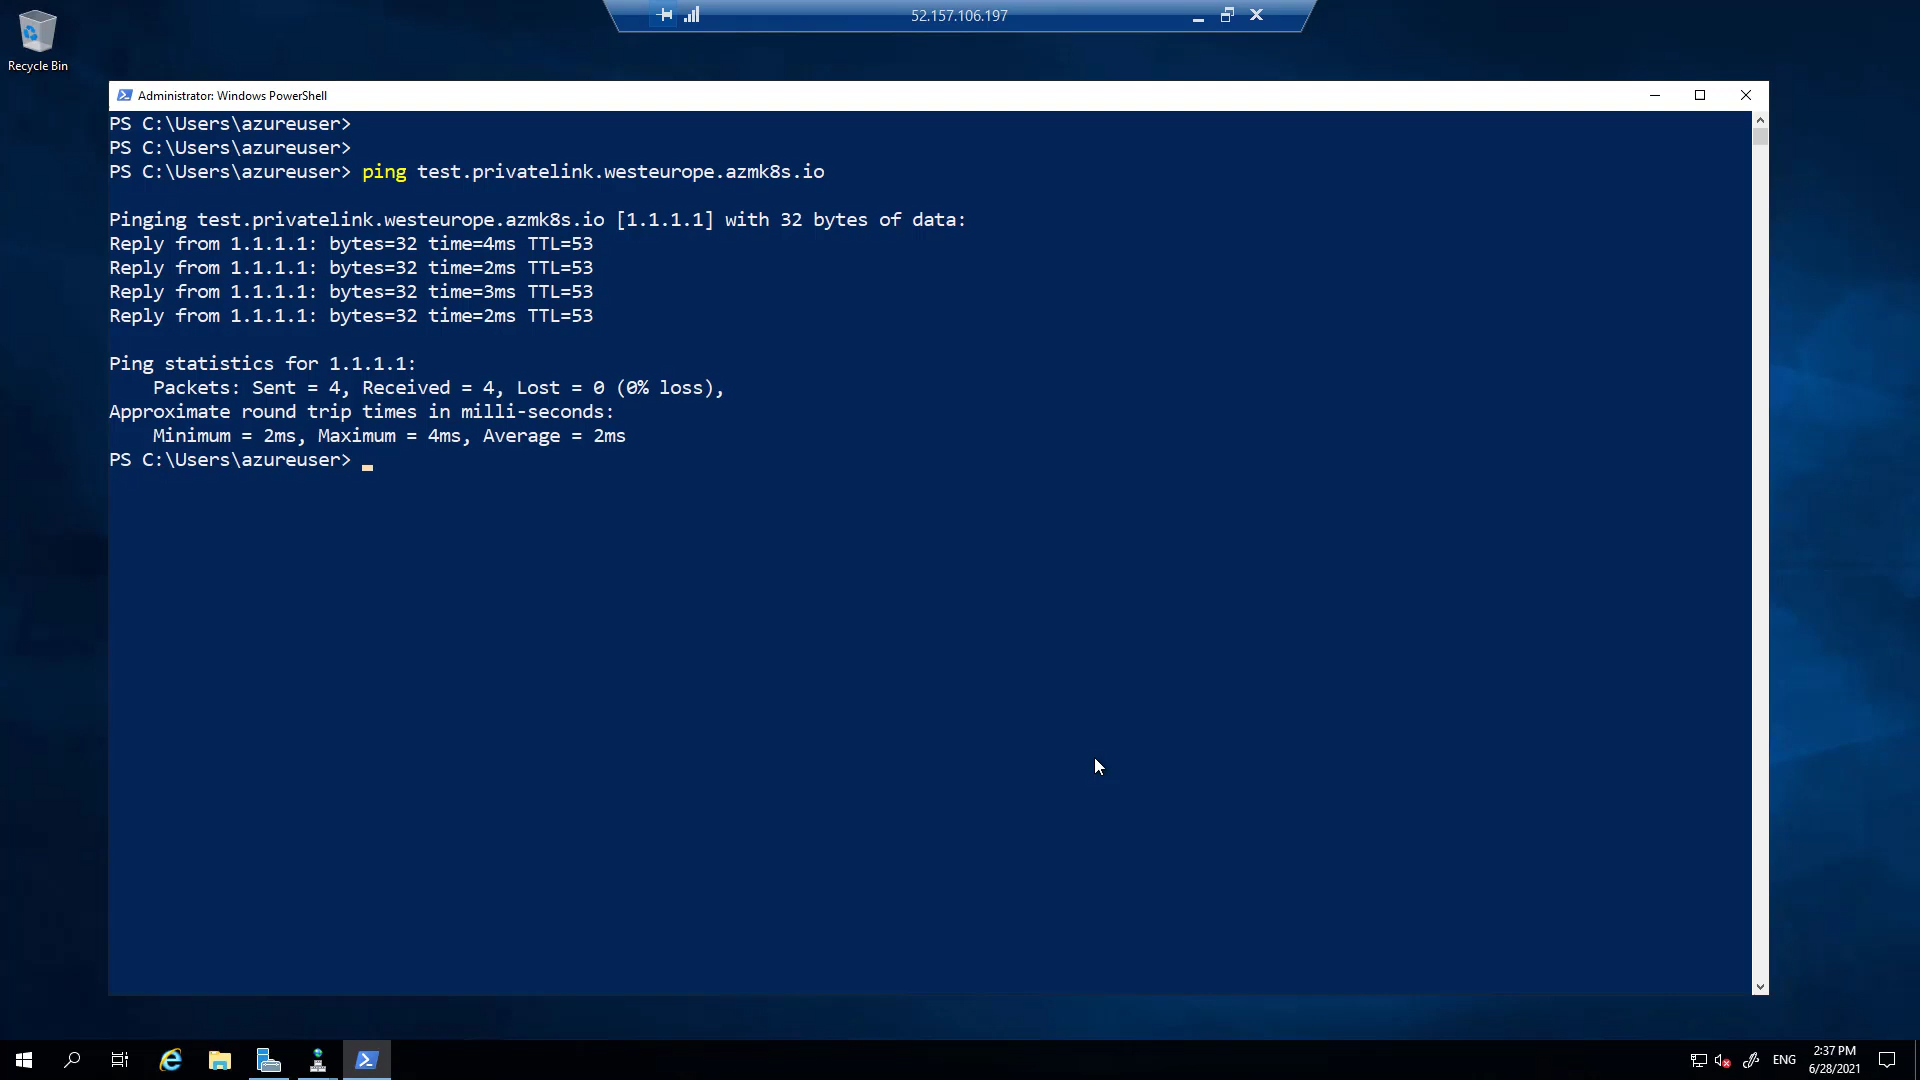 52.157.106.197
Recycle Bin
Administrator: Windows PowerShell
PS C:\Users\azureuser>
PS C:\Users\azureuser>
PS C:\Users\azureuser> ping test.privatelink.westeurope.azmk8s.io
Pinging test.privatelink.westeurope.azmk8s.io [1.1.1.1] with 32 bytes of data:
Reply from 1.1.1.1: bytes=32 time=4ms TTL=53
Reply from 1.1.1.1: bytes=32 time=2ms TTL=53
Reply from 1.1.1.1: bytes=32 time=3ms TTL=53
Reply from 1.1.1.1: bytes=32 time=2ms TTL=53
Ping statistics for 1.1.1.1:
    Packets: Sent = 4, Received = 4, Lost = 0 (0% loss),
Approximate round trip times in milli-seconds:
    Minimum = 2ms, Maximum = 4ms, Average = 2ms
PS C:\Users\azureuser>
ENG
2:37 PM
6/28/2021